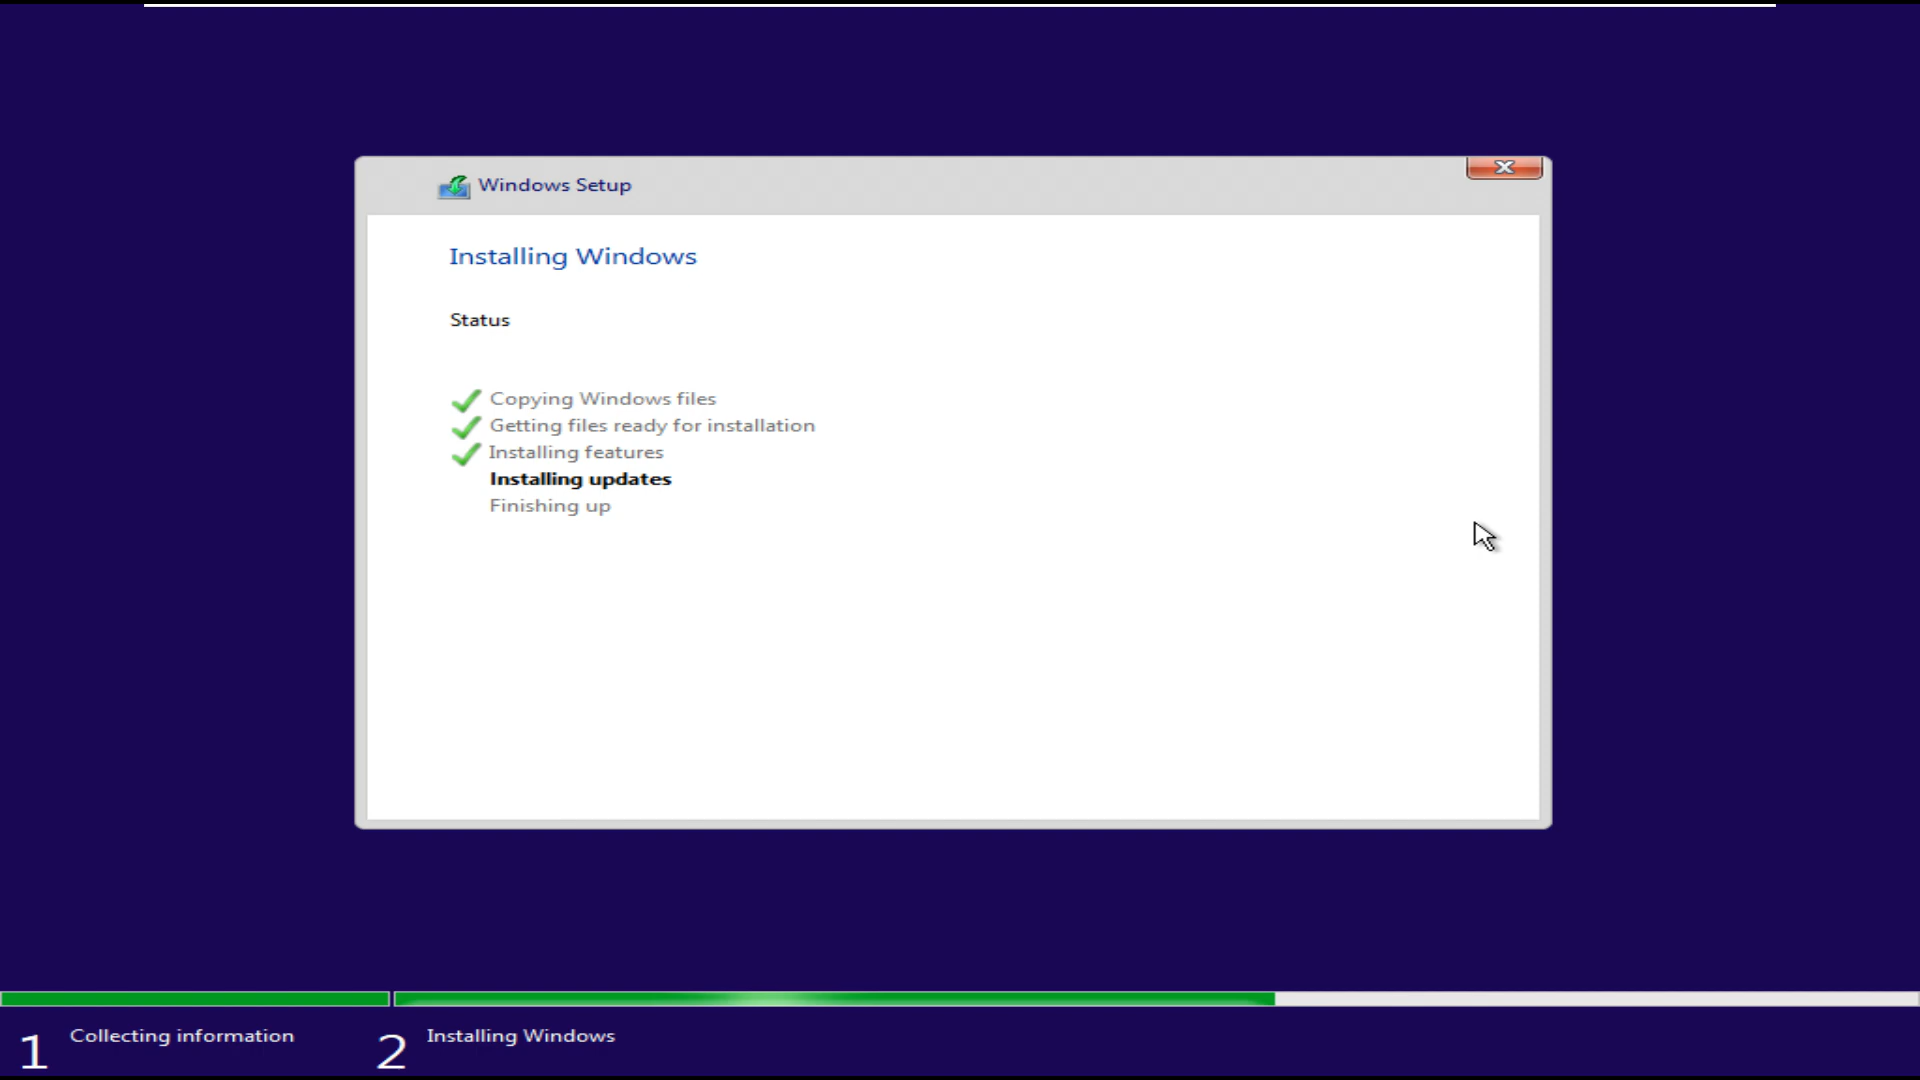 Windows Setup
Installing Windows
Status
Copying Windows files
Getting files ready for installation
Installing features
Installing updates
Finishing up
1 Collecting information
2 Installing Windows